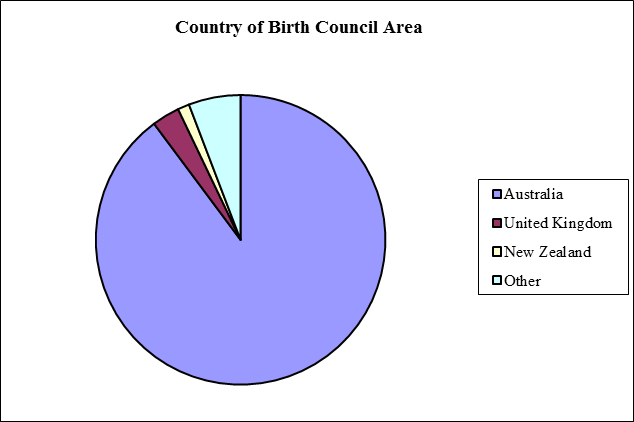 Country of Birth Council Area
Australia
United Kingdom
New Zealand
Other